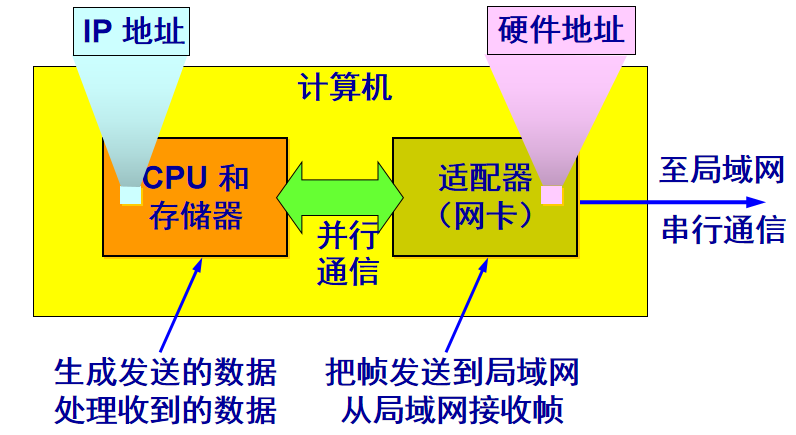 IP 地址
硬件地址
计算机
CPU 和
存储器
适配器
（网卡）
并行
通信
至局域网
串行通信
生成发送的数据
处理收到的数据
把帧发送到局域网
从局域网接收帧